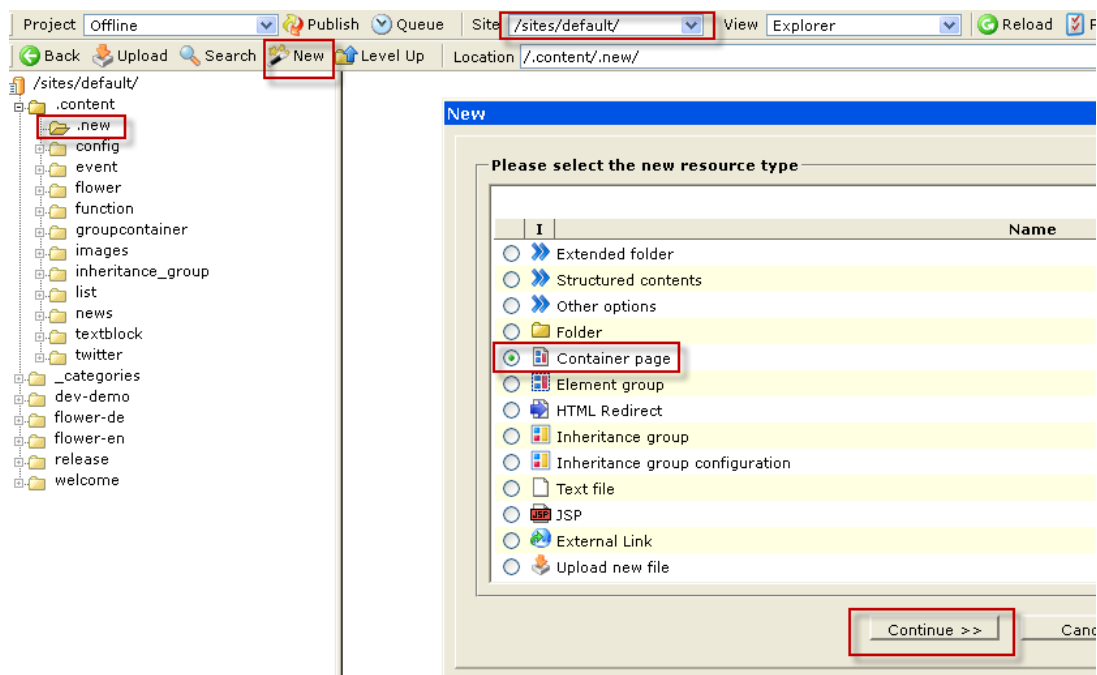 Project Offline Publish Queue Site /sites/default/ View Explorer Reload
Back Upload Search New Level Up Location /.content/.new/
/sites/default/
.content
.new
config
event
flower
function
groupcontainer
images
inheritance_group
list
news
textblock
twitter
_categories
dev-demo
flower-de
flower-en
release
welcome
New
Please select the new resource type
I Name
Extended folder
Structured contents
Other options
Folder
Container page
Element group
HTML Redirect
Inheritance group
Inheritance group configuration
Text file
JSP JSP
External Link
Upload new file
Continue >> Canc